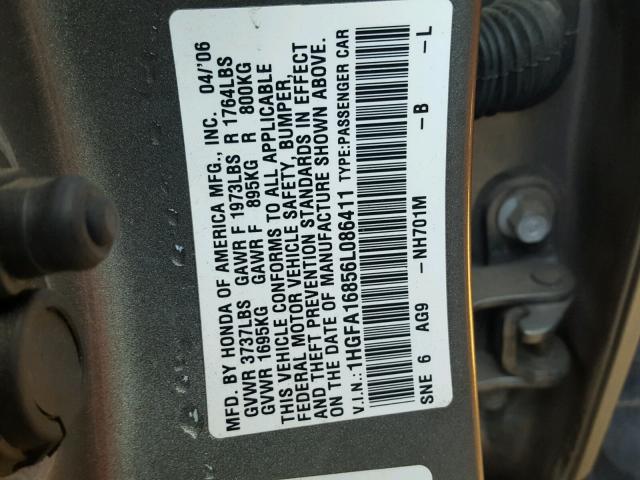 MFD. BY HONDA OF AMERICA MFG., INC. 04/'06
GVWR 3737LBS GAWR F 1973LBS R 1764LBS
GVWR 1695KG GAWR F 895KG R 800KG
THIS VEHICLE CONFORMS TO ALL APPLICABLE
FEDERAL MOTOR VEHICLE SAFETY, BUMPER,
AND THEFT PREVENTION STANDARDS IN EFFECT
ON THE DATE OF MANUFACTURE SHOWN ABOVE.
V.I.N.: 1HGFA16856L086411 TYPE:PASSENGER CAR
SNE 6 AG9 -NH701M -B -L